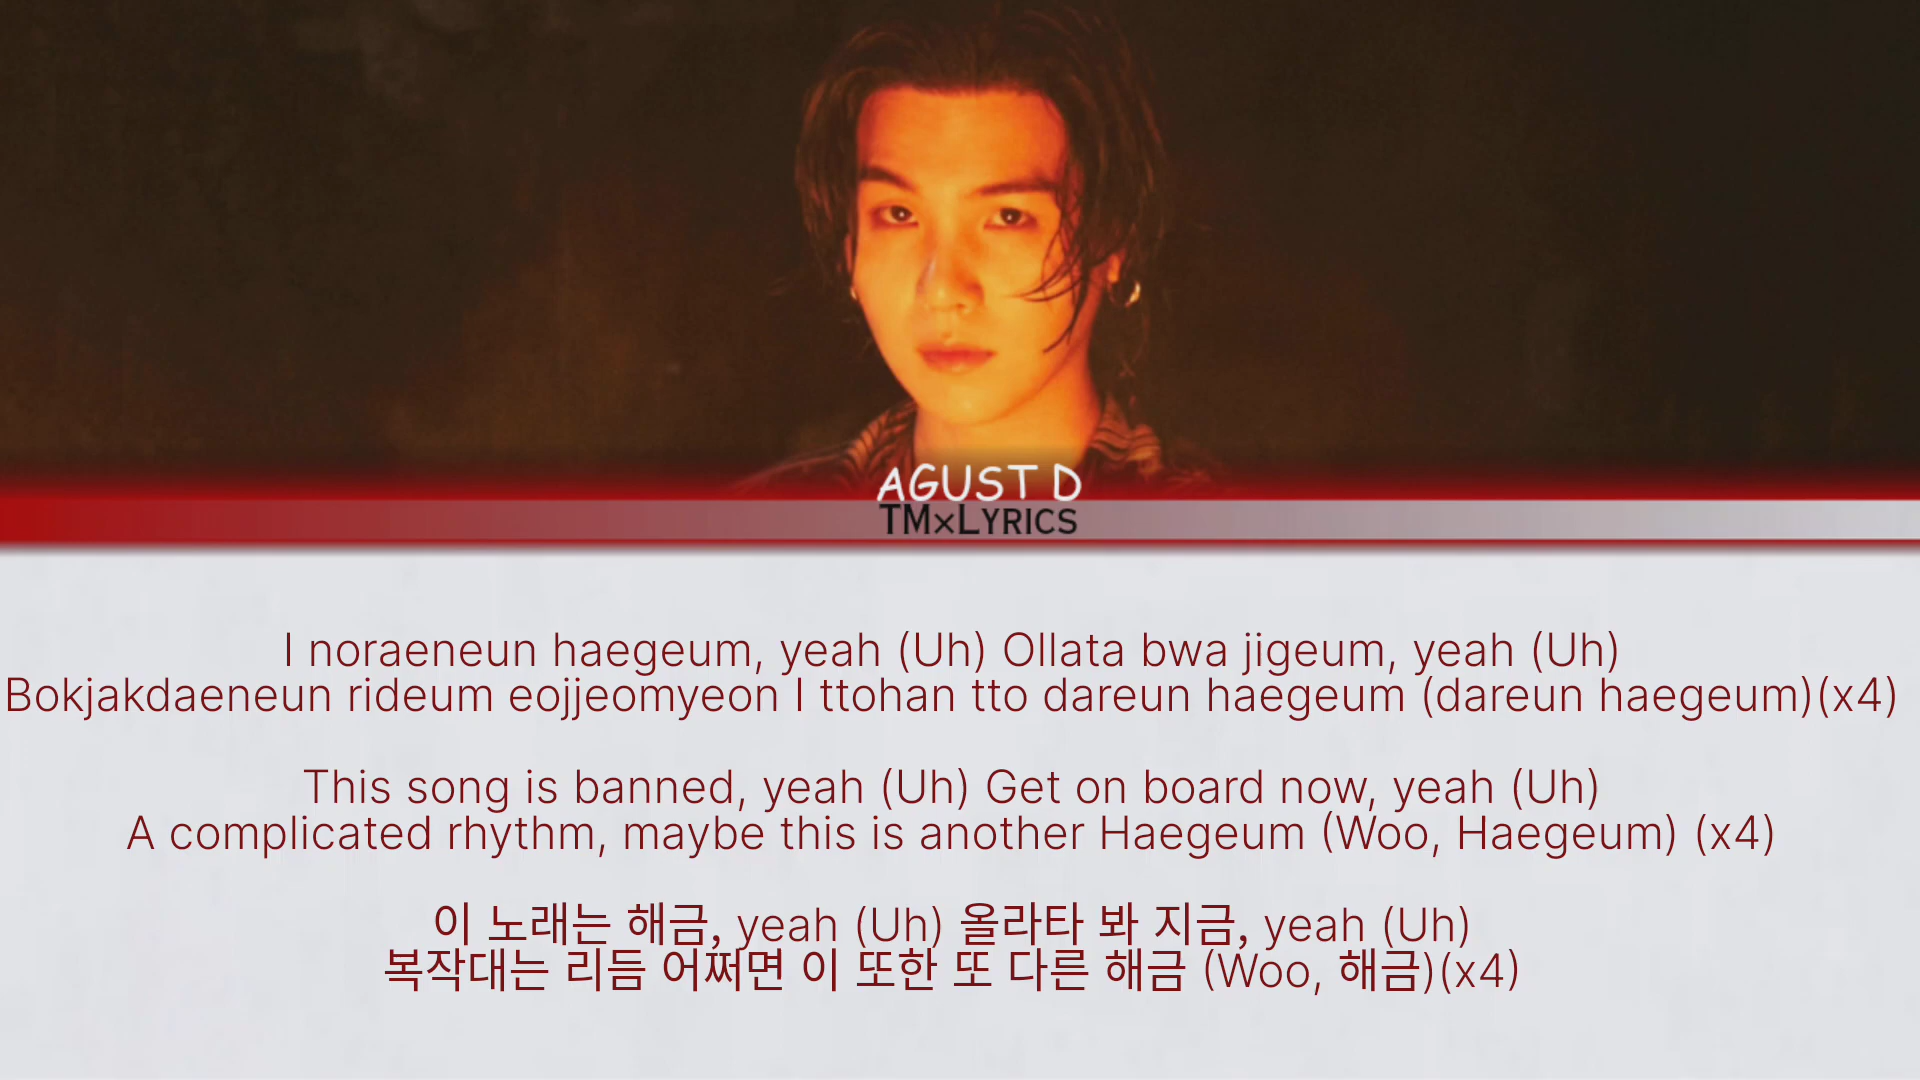 AGUST D
TM×LYRICS
I noraeneun haegeum, yeah (Uh) Ollata bwa jigeum, yeah (Uh)
Bokjakdaeneun rideum eojjeomyeon I ttohan tto dareun haegeum (dareun haegeum)(x4)
This song is banned, yeah (Uh) Get on board now, yeah (Uh)
A complicated rhythm, maybe this is another Haegeum (Woo, Haegeum) (x4)
이 노래는 해금, yeah (Uh) 올라타 봐 지금, yeah (Uh)
복작대는 리듬 어쩌면 이 또한 또 다른 해금 (Woo, 해금)(x4)